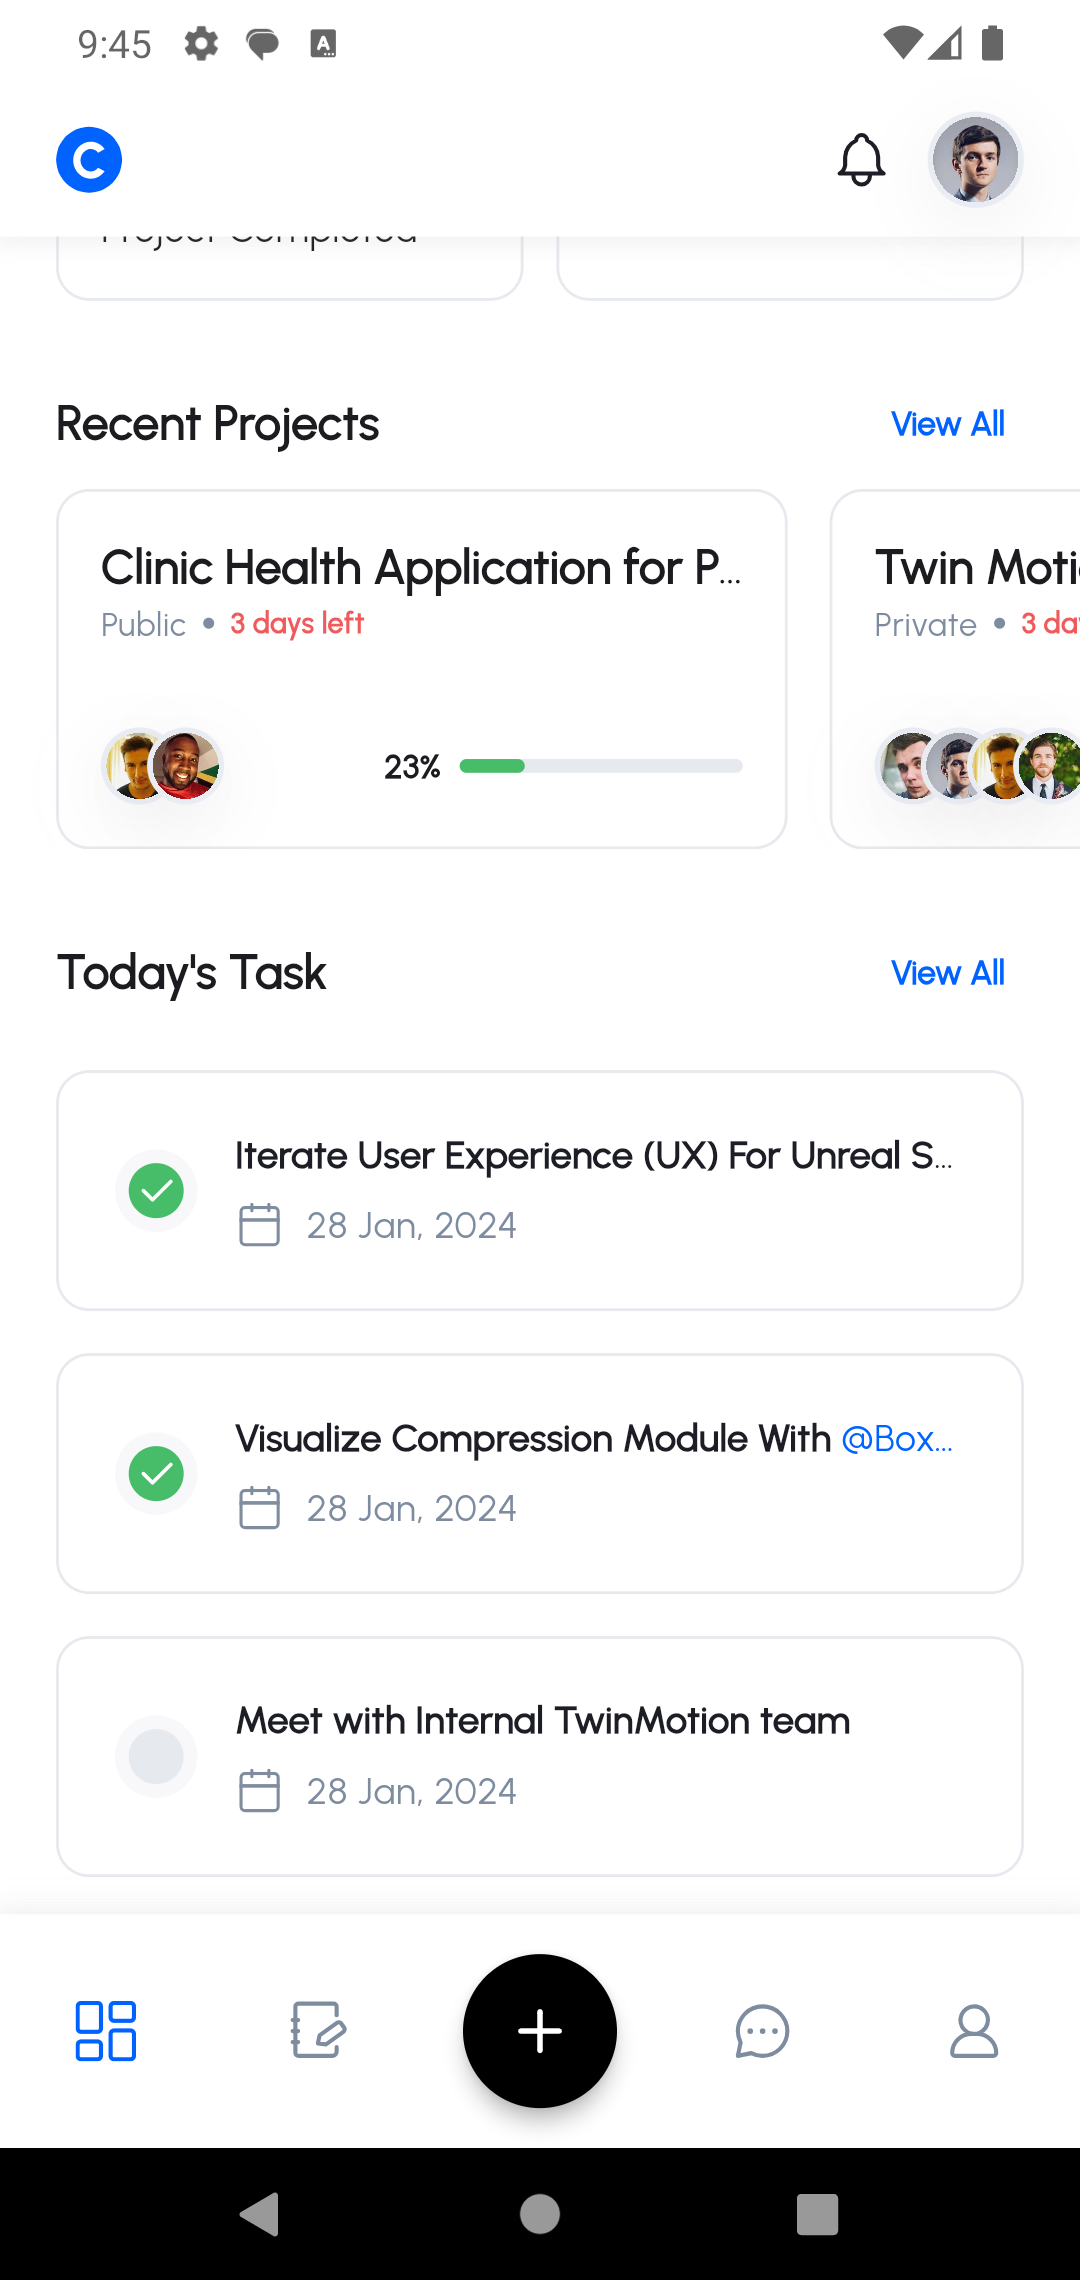 9:45
C
Project Completed
Recent Projects
View All
Clinic Health Application for P...
Public • 3 days left
23%
Twin Moti
Private • 3 da
Today's Task
View All
Iterate User Experience (UX) For Unreal S...
28 Jan, 2024
Visualize Compression Module With @Box...
28 Jan, 2024
Meet with Internal TwinMotion team
28 Jan, 2024